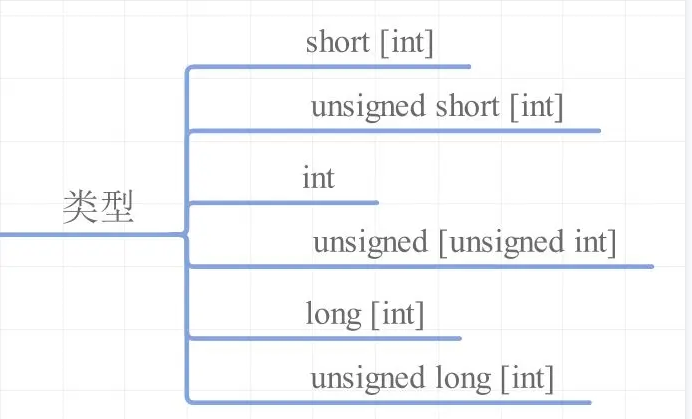 short [int]
unsigned short [int]
int
类型
unsigned [unsigned int]
long [int]
unsigned long [int]